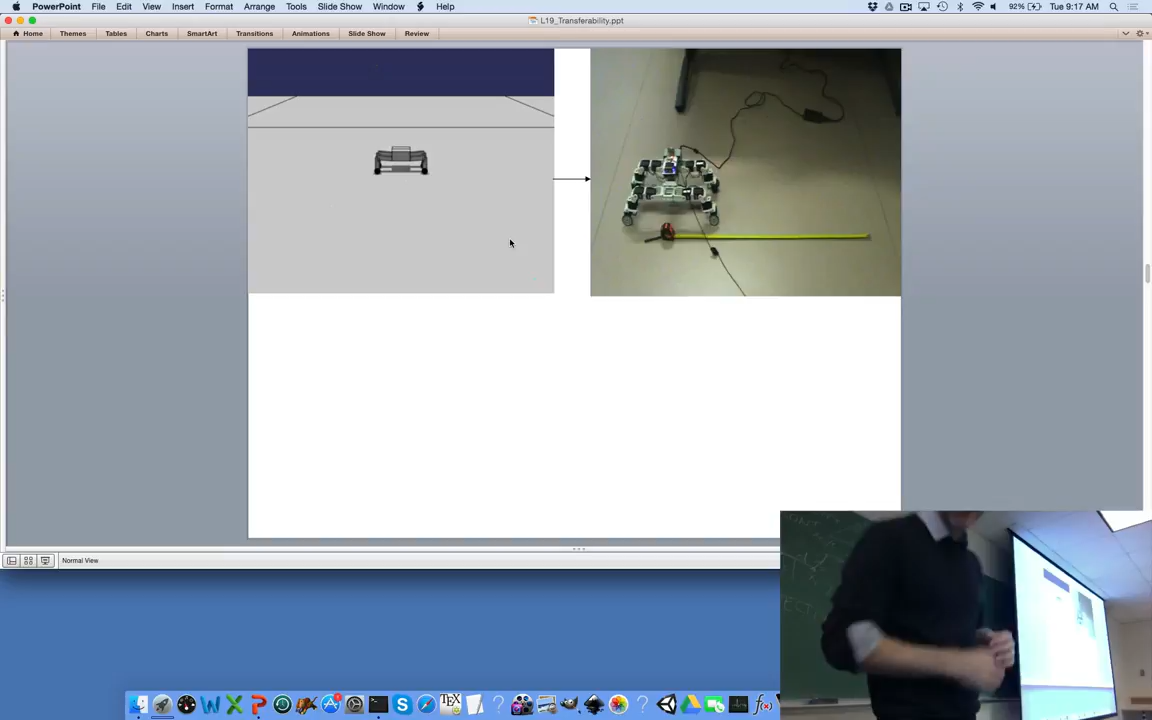 PowerPoint File Edit View Insert Format Arrange Tools Slide Show Window Help 92% Tue 9:17 AM
L19_Transferability.ppt
Home Themes Tables Charts SmartArt Transitions Animations Slide Show Review
Normal View